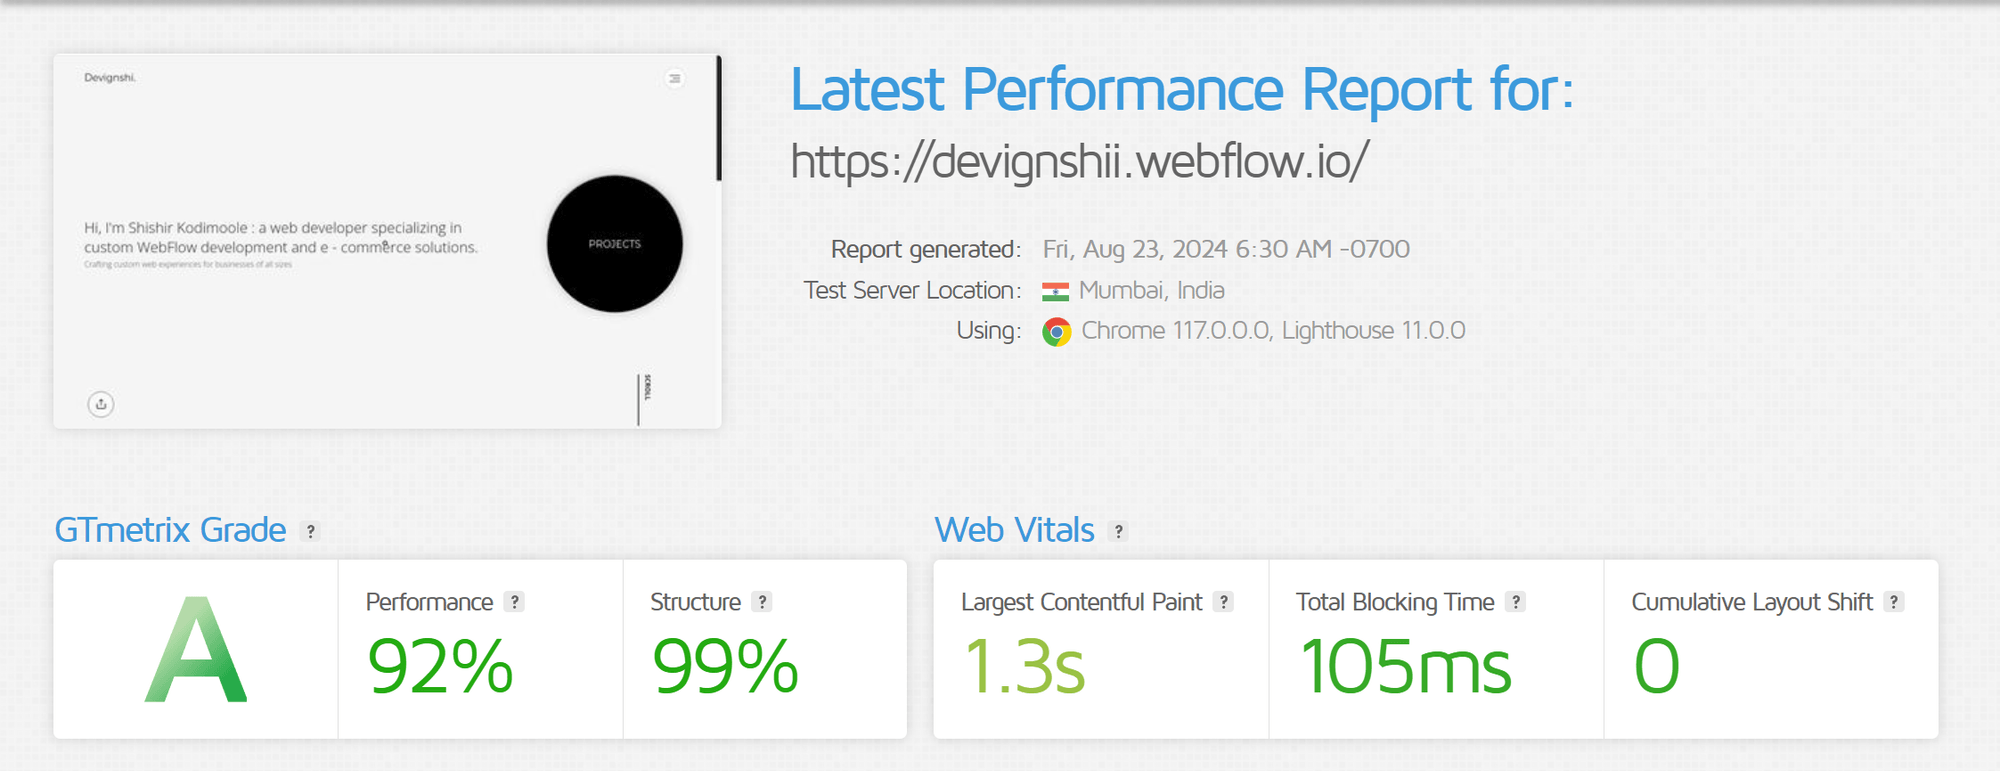 Devignshi.
Hi, I'm Shishir Kodimoole : a web developer specializing in
custom WebFlow development and e - commerce solutions.
Crafting custom web experiences for businesses of all sizes
PROJECTS
SCROLL
Latest Performance Report for:
https://devignshii.webflow.io/
Report generated: Fri, Aug 23, 2024 6:30 AM -0700
Test Server Location: Mumbai, India
Using: Chrome 117.0.0.0, Lighthouse 11.0.0
GTmetrix Grade ?
A
Performance ?
92%
Structure ?
99%
Web Vitals ?
Largest Contentful Paint ?
1.3s
Total Blocking Time ?
105ms
Cumulative Layout Shift ?
0